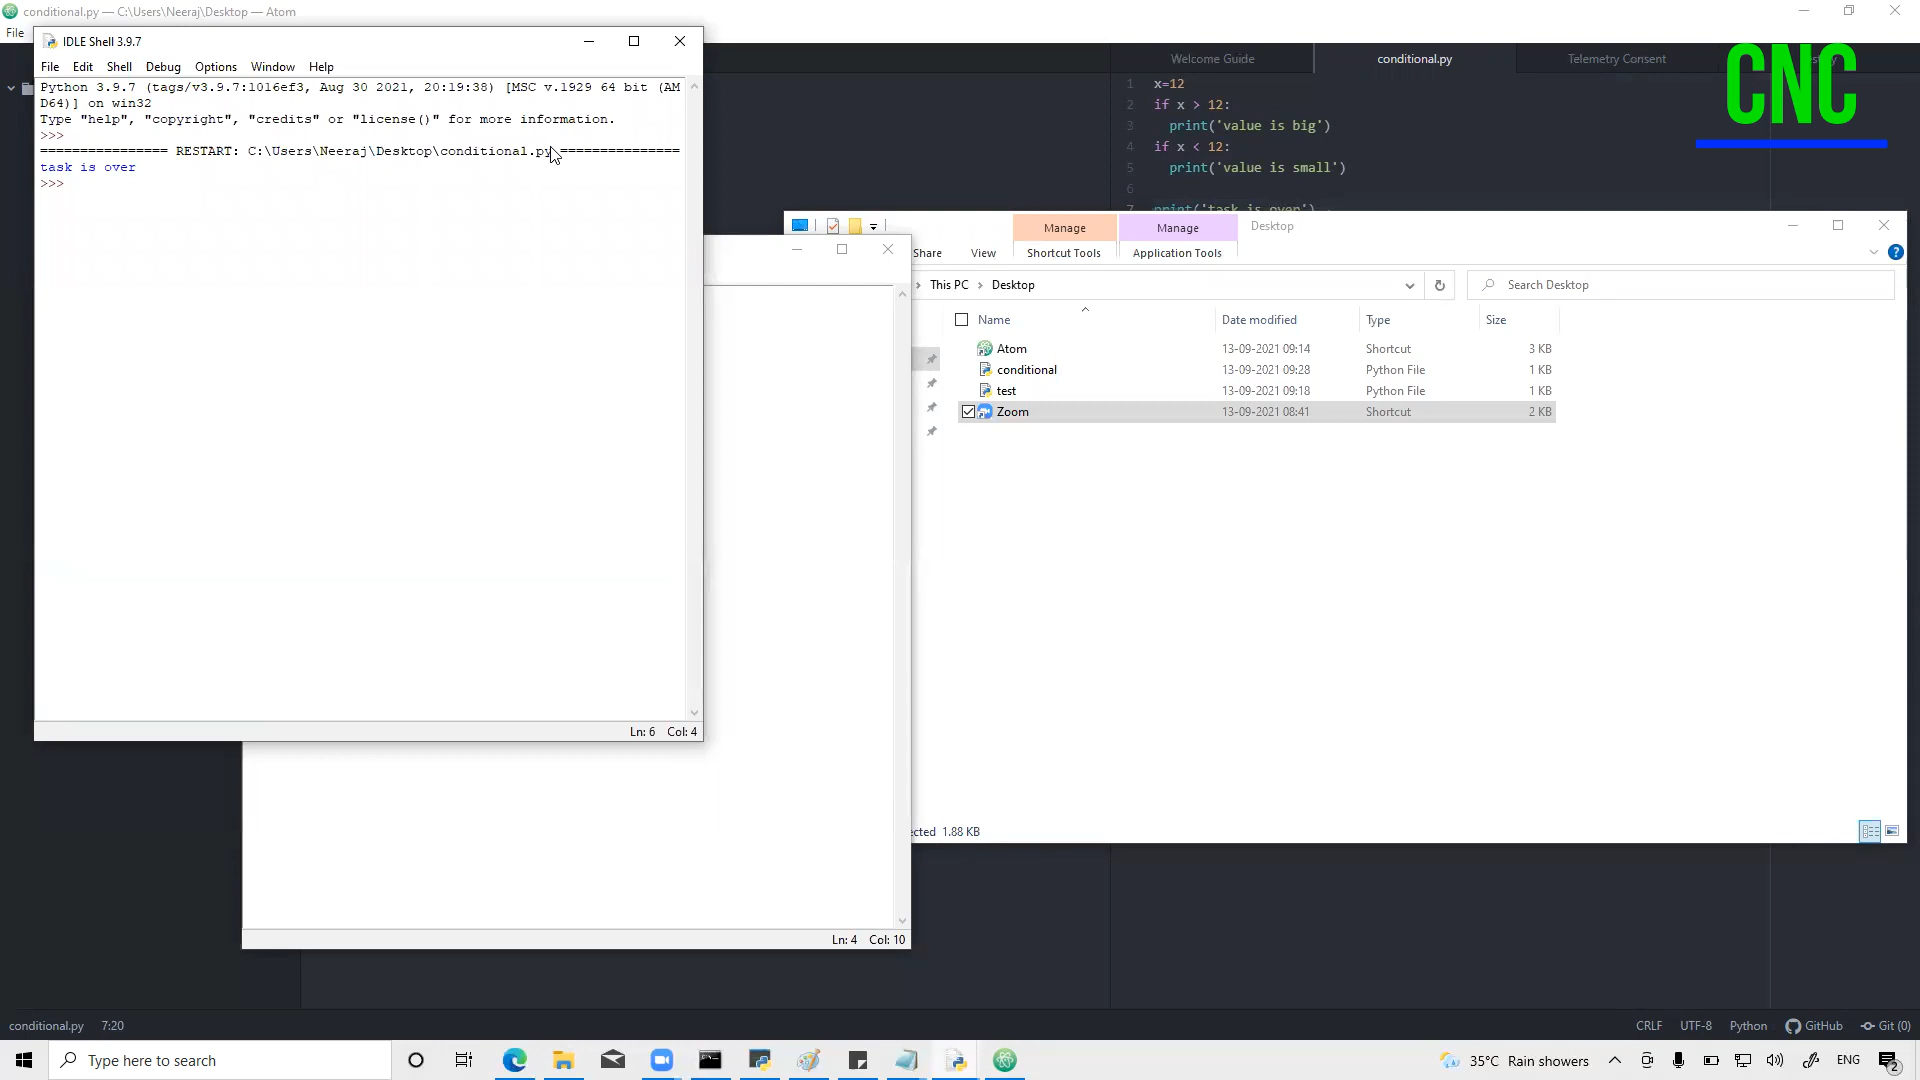 conditional.py — C:\Users\Neeraj\Desktop — Atom
File
IDLE Shell 3.9.7
File Edit Shell Debug Options Window Help
Python 3.9.7 (tags/v3.9.7:1016ef3, Aug 30 2021, 20:19:38) [MSC v.1929 64 bit (AM
D64)] on win32
Type "help", "copyright", "credits" or "license()" for more information.
>>>
================ RESTART: C:\Users\Neeraj\Desktop\conditional.py ===============
task is over
>>>
Ln: 6 Col: 4
Welcome Guide
conditional.py
Telemetry Consent
CNC
1 x=12
2 if x > 12:
3 print('value is big')
4 if x < 12:
5 print('value is small')
6
7 print('task is over')
Manage
Manage
Desktop
Share
View
Shortcut Tools
Application Tools
This PC > Desktop
Search Desktop
Name Date modified Type Size
Atom 13-09-2021 09:14 Shortcut 3 KB
conditional 13-09-2021 09:28 Python File 1 KB
test 13-09-2021 09:18 Python File 1 KB
Zoom 13-09-2021 08:41 Shortcut 2 KB
ected 1.88 KB
Ln: 4 Col: 10
conditional.py 7:20
CRLF UTF-8 Python GitHub Git (0)
Type here to search
35°C Rain showers
ENG
2